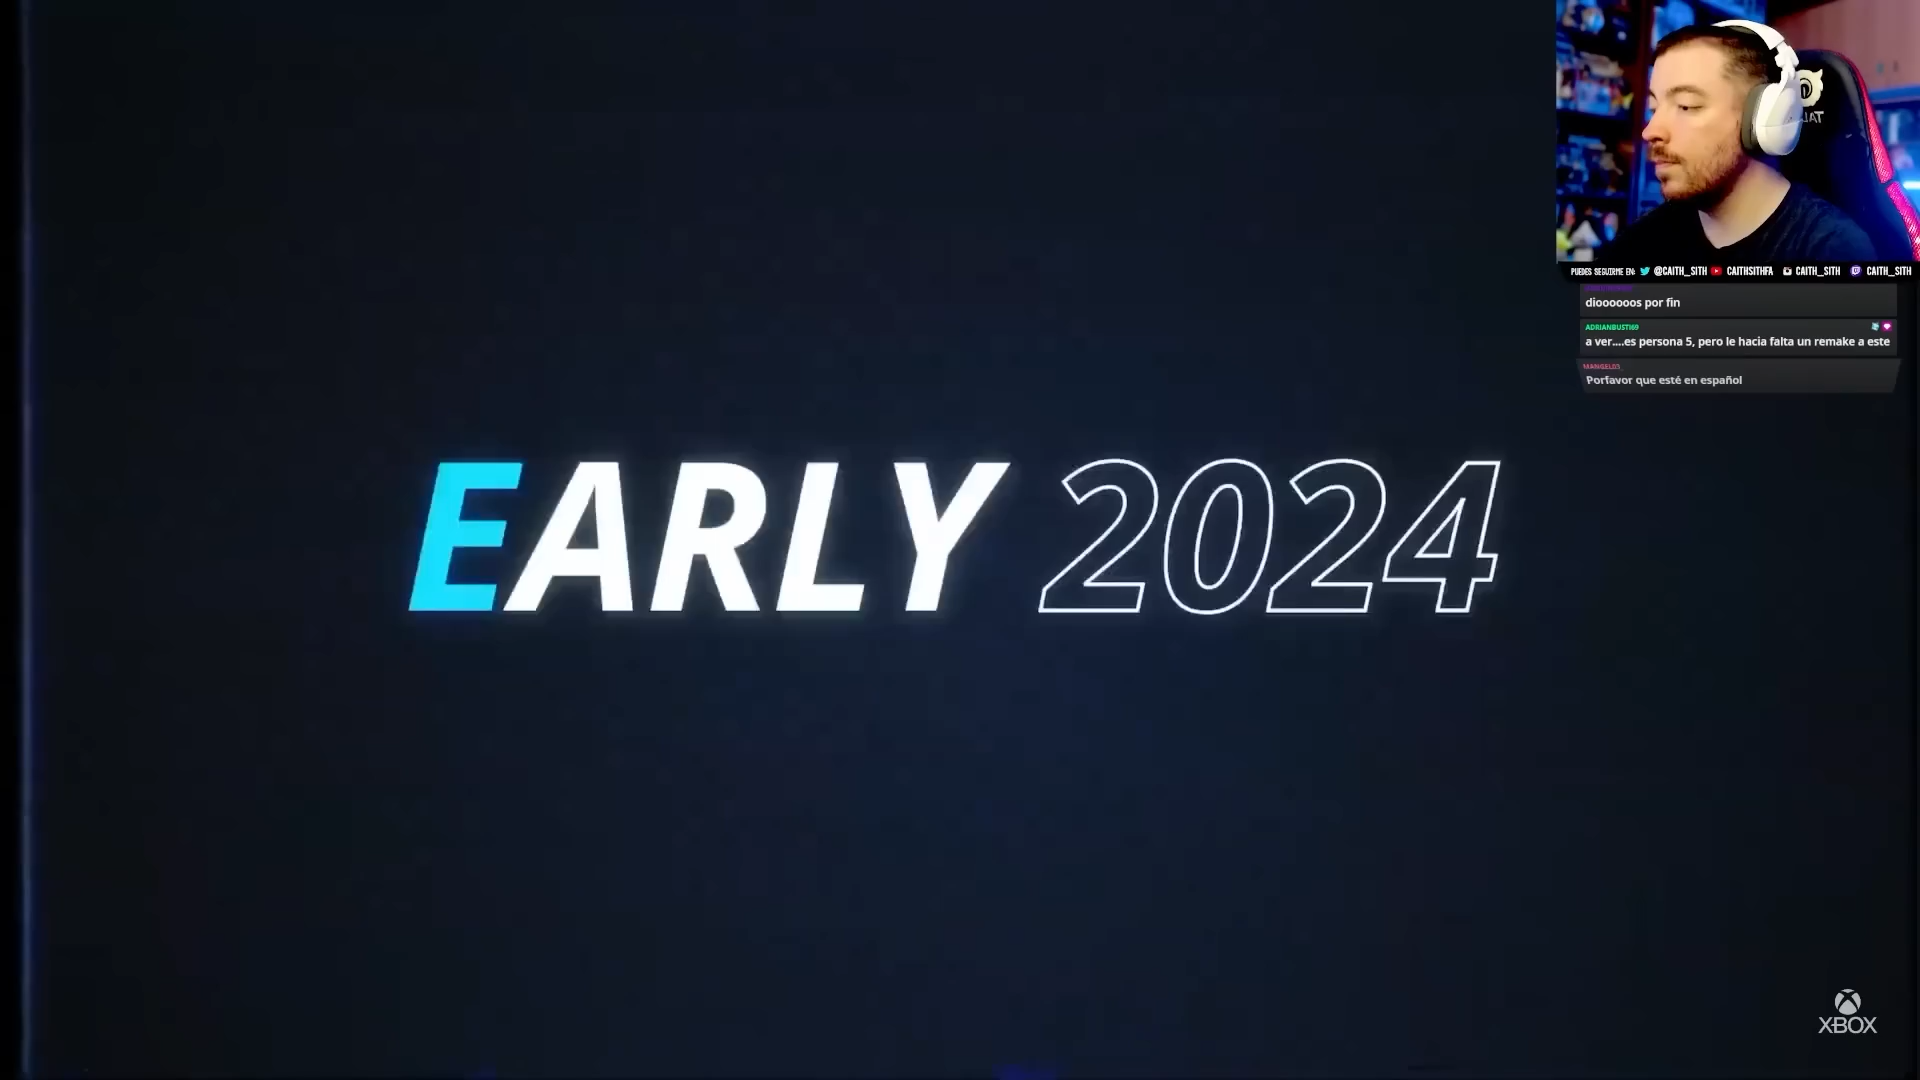 PUEDES SEGUIRME EN: @CAITH_SITH CAITHSITHFA CAITH_SITH CAITH_SITH
dioooooos por fin
ADRIANBUSTI69
a ver....es persona 5, pero le hacia falta un remake a este
Porfavor que esté en español
EARLY 2024
XBOX